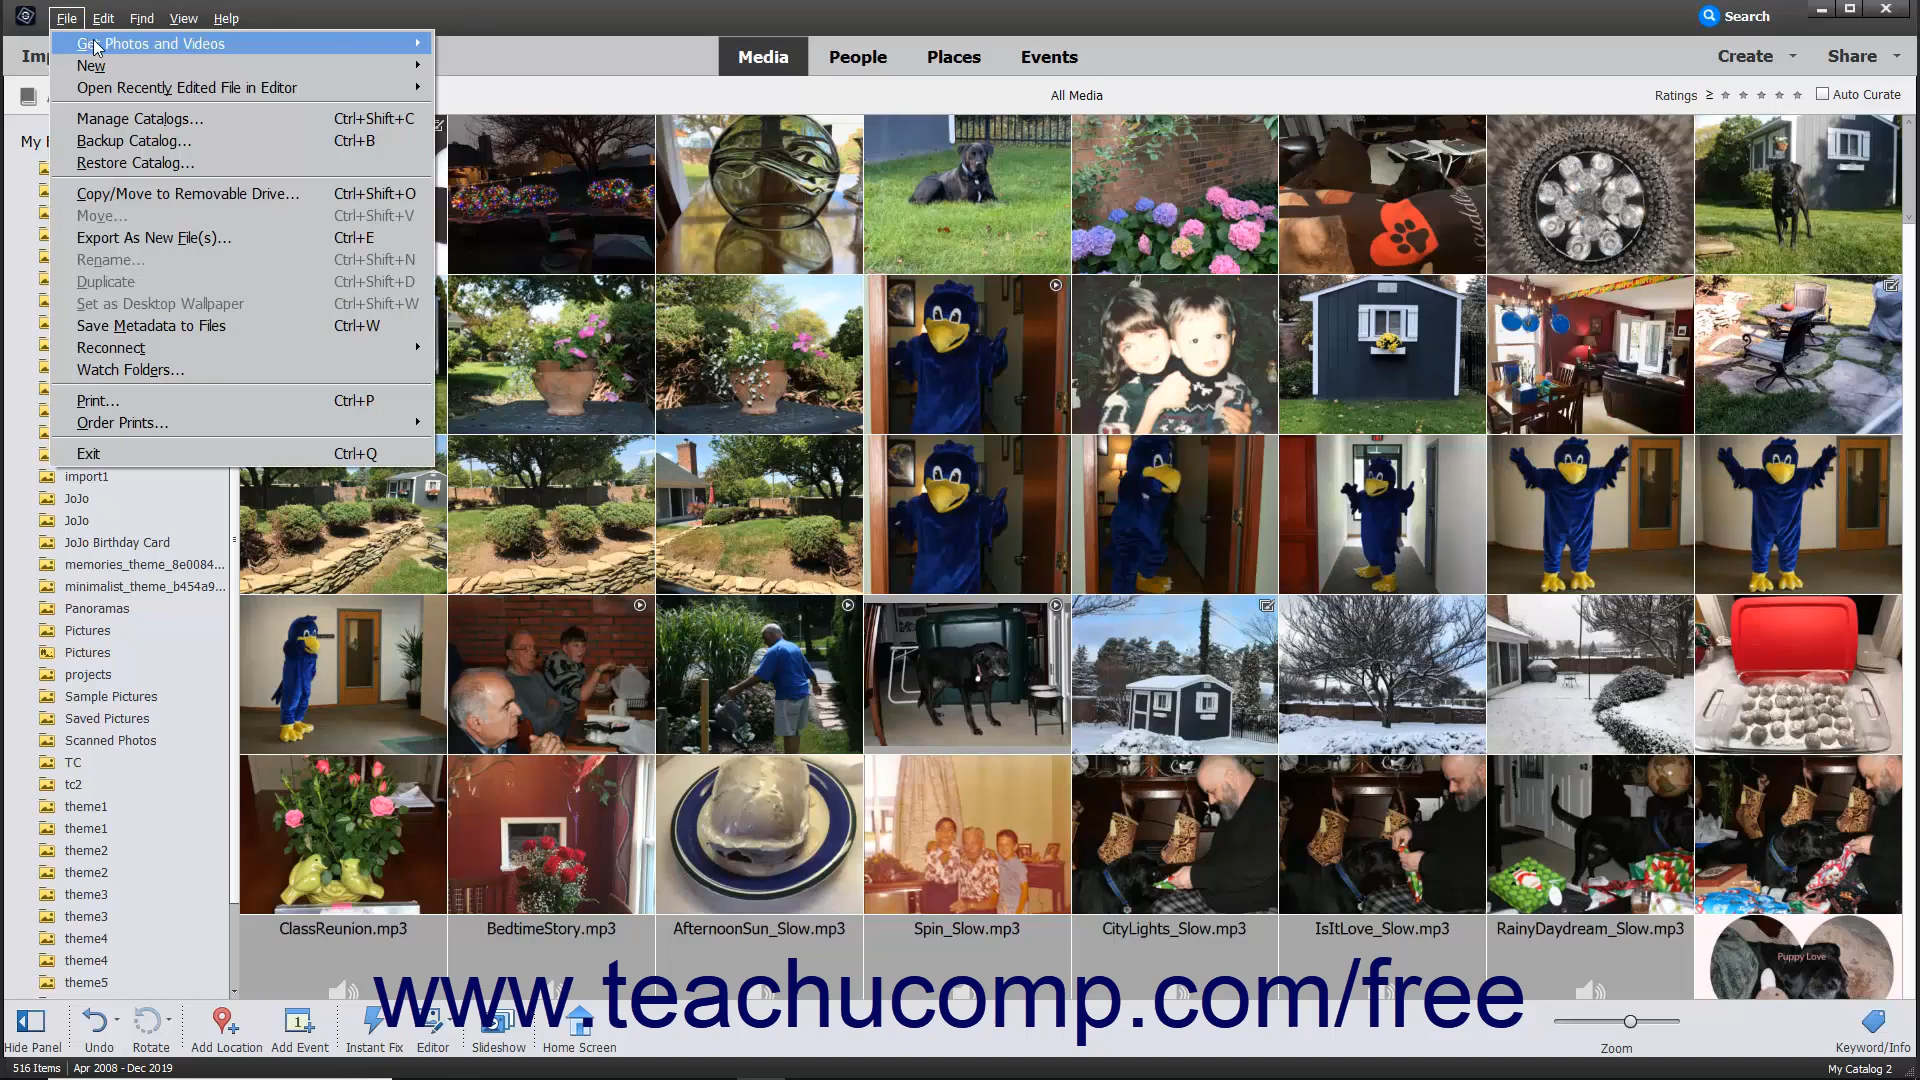 File Edit Find View Help
Search
Get Photos and Videos
New
Open Recently Edited File in Editor
Manage Catalogs... Ctrl+Shift+C
Backup Catalog... Ctrl+B
Restore Catalog...
Copy/Move to Removable Drive... Ctrl+Shift+O
Move... Ctrl+Shift+V
Export As New File(s)... Ctrl+E
Rename... Ctrl+Shift+N
Duplicate Ctrl+Shift+D
Set as Desktop Wallpaper Ctrl+Shift+W
Save Metadata to Files Ctrl+W
Reconnect
Watch Folders...
Print... Ctrl+P
Order Prints...
Exit Ctrl+Q
Media People Places Events
Create Share
All Media
Ratings ≥ Auto Curate
import1
JoJo
JoJo
JoJo Birthday Card
memories_theme_8e0084...
minimalist_theme_b454a9...
Panoramas
Pictures
Pictures
projects
Sample Pictures
Saved Pictures
Scanned Photos
TC
tc2
theme1
theme1
theme2
theme2
theme3
theme3
theme4
theme4
theme5
cuddly
ClassReunion.mp3 BedtimeStory.mp3 AfternoonSun_Slow.mp3 Spin_Slow.mp3 CityLights_Slow.mp3 IsItLove_Slow.mp3 RainyDaydream_Slow.mp3
Puppy Love
www.teachucomp.com/free
Hide Panel Undo Rotate Add Location Add Event Instant Fix Editor Slideshow Home Screen Zoom Keyword/Info
516 Items Apr 2008 - Dec 2019 My Catalog 2